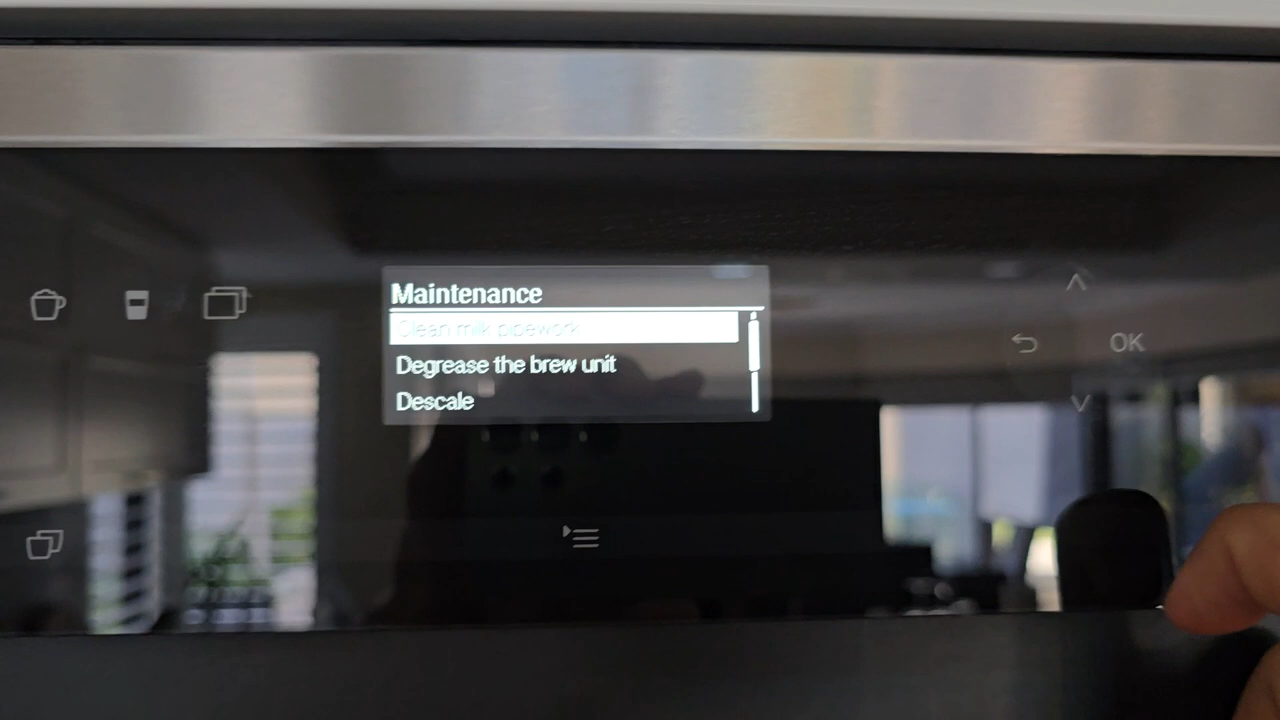 Maintenance
Clean milk pipework
Degrease the brew unit
Descale
OK